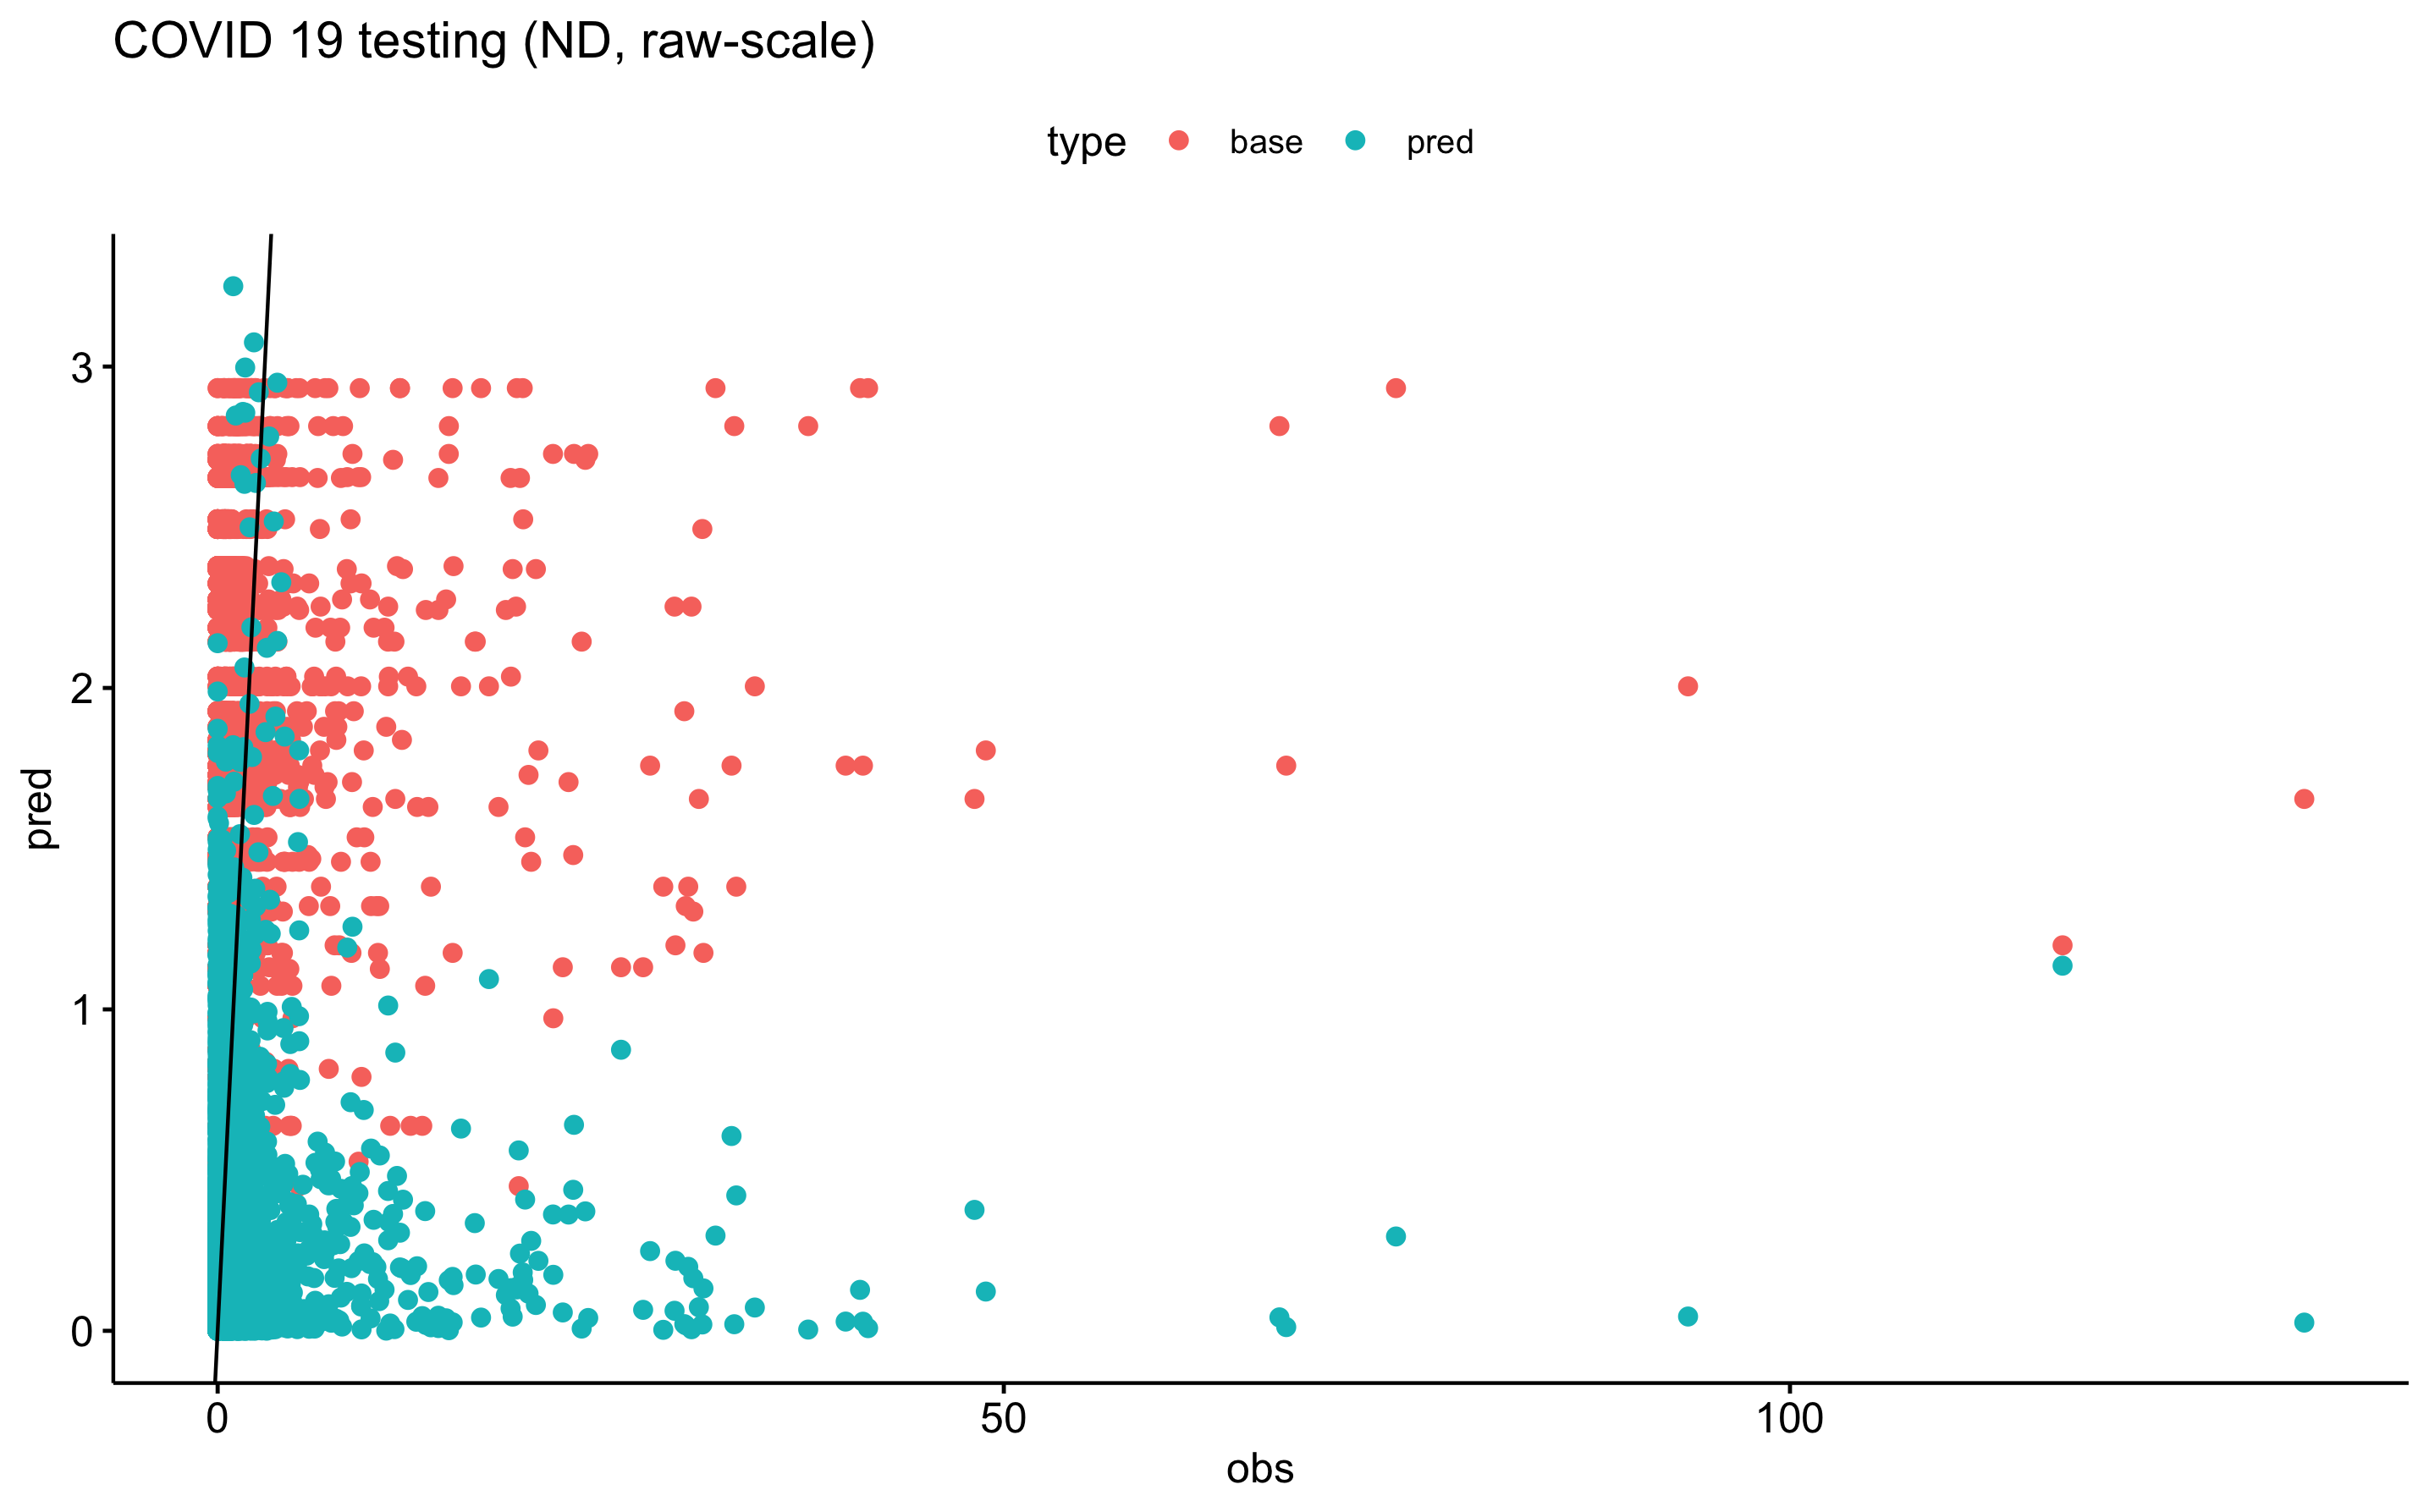 COVID 19 testing (ND, raw-scale)
type base pred
3
2
1
0
pred
0 50 100
obs